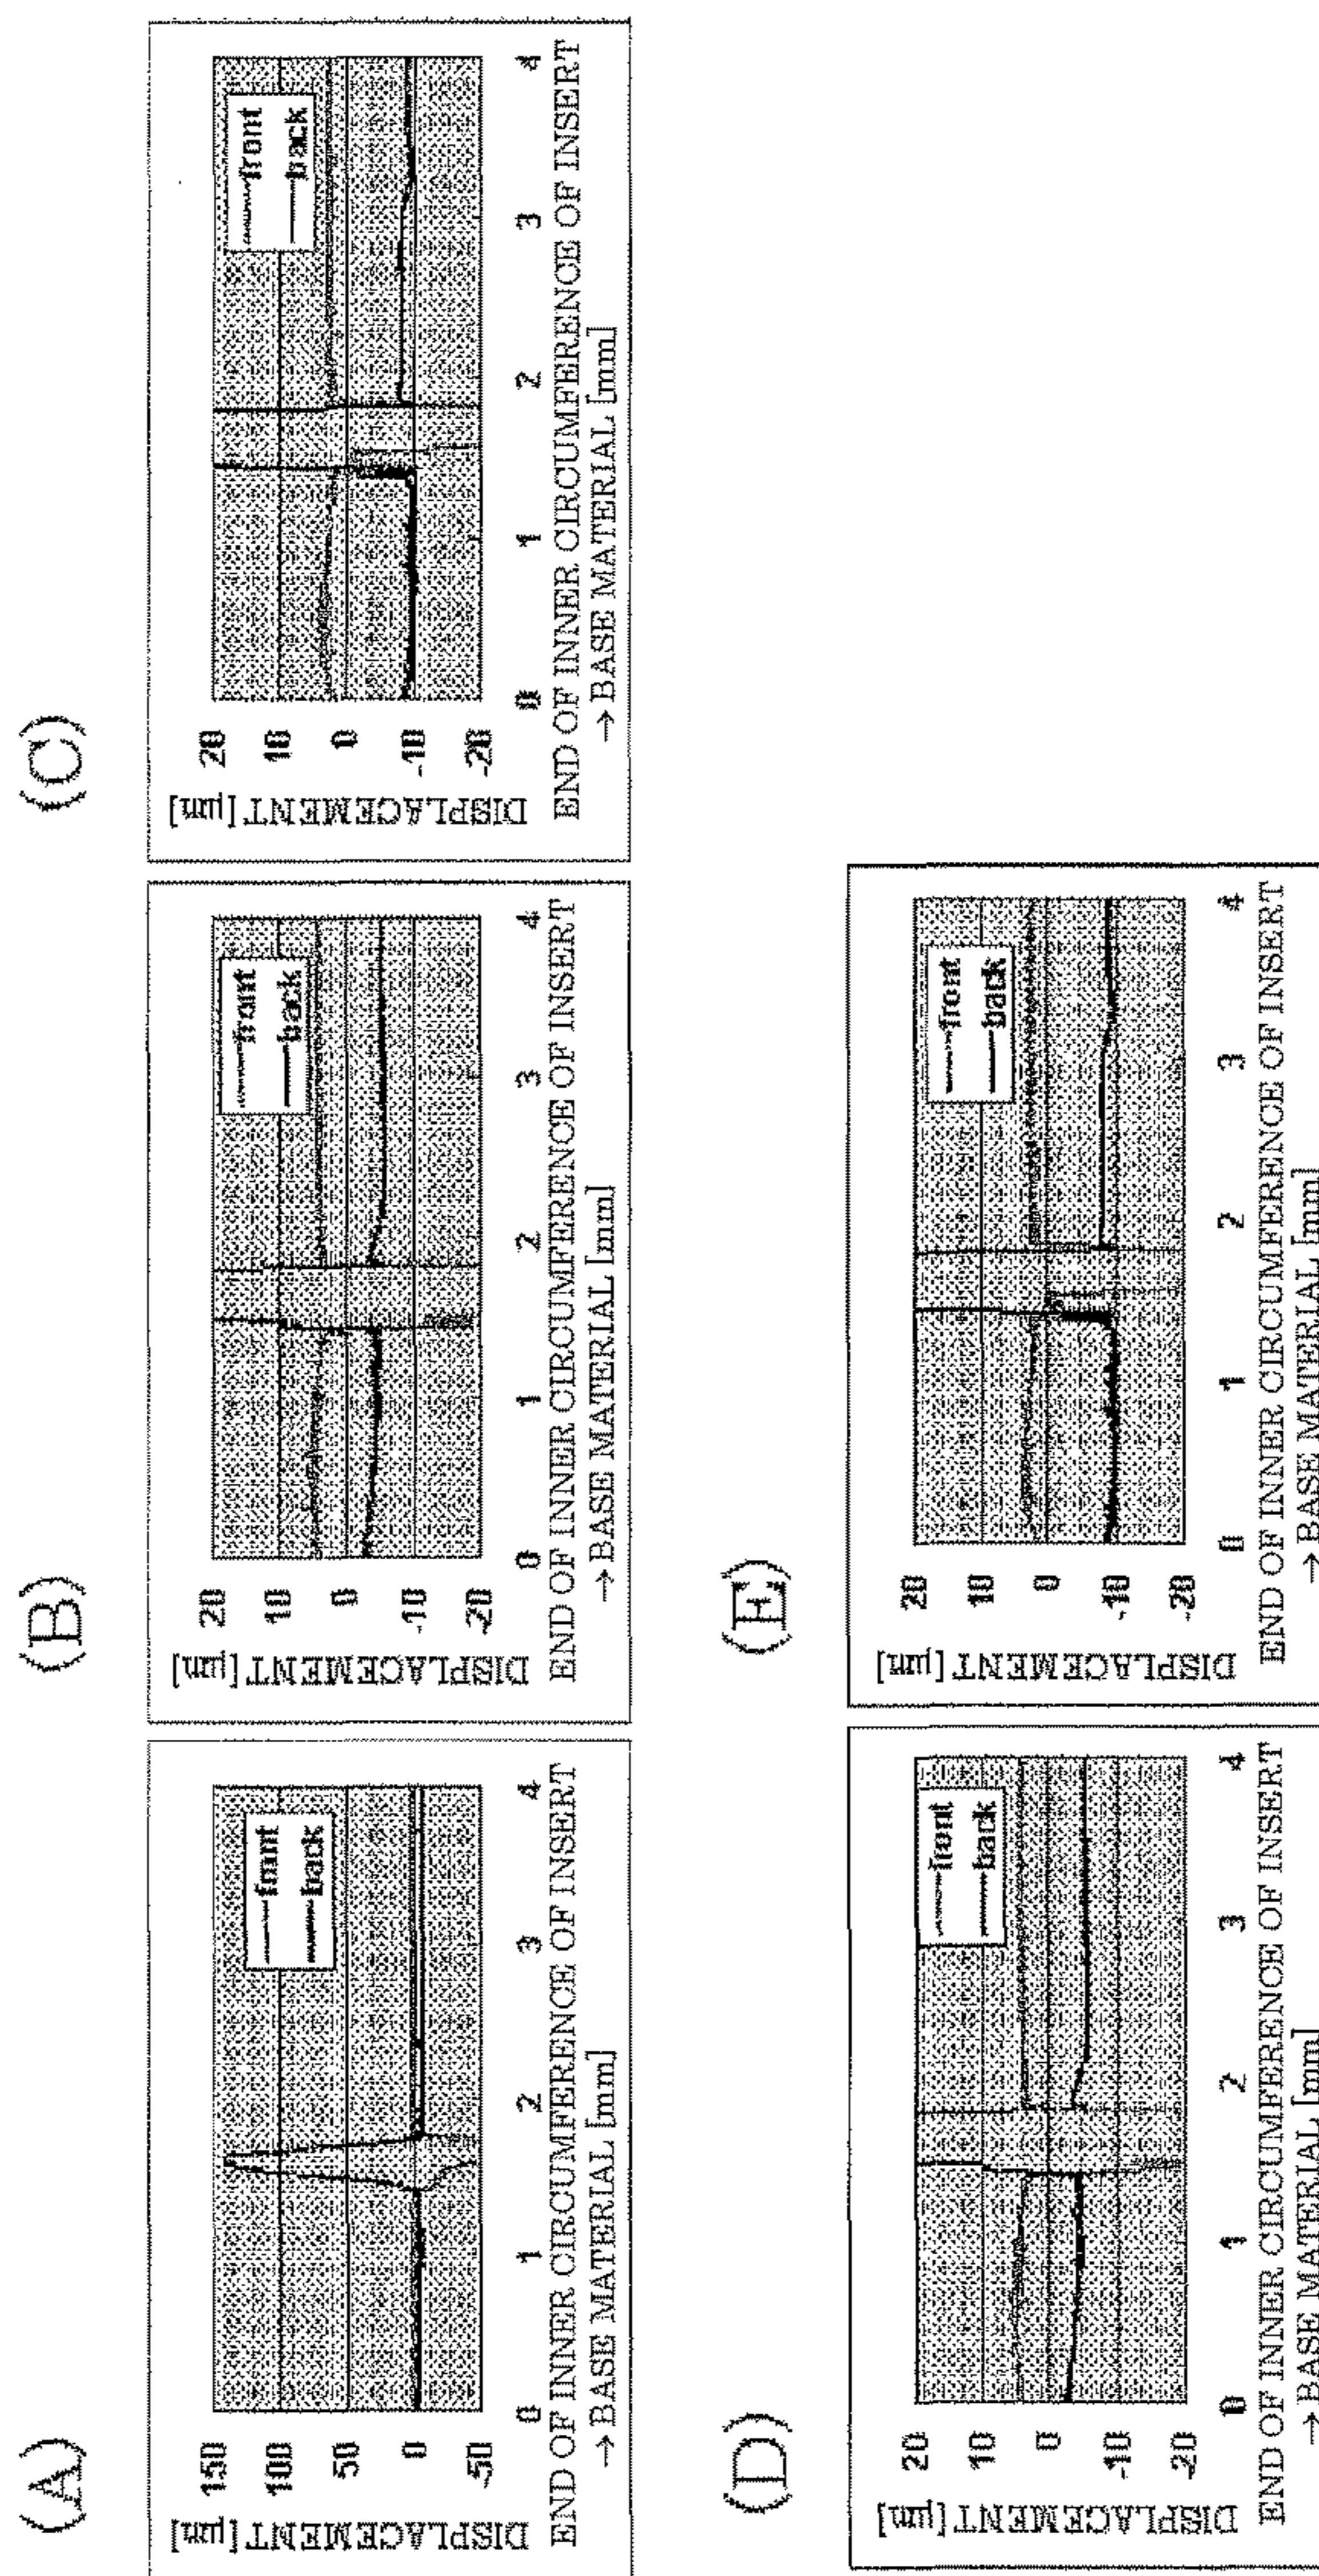 (A)
DISPLACEMENT [μm]
150
100
50
0
-50
front
back
0 1 2 3 4
END OF INNER CIRCUMFERENCE OF INSERT
→ BASE MATERIAL [mm]
(B)
DISPLACEMENT [μm]
20
10
0
-10
-20
front
back
0 1 2 3 4
END OF INNER CIRCUMFERENCE OF INSERT
→ BASE MATERIAL [mm]
(C)
DISPLACEMENT [μm]
20
10
0
-10
-20
front
back
0 1 2 3 4
END OF INNER CIRCUMFERENCE OF INSERT
→ BASE MATERIAL [mm]
(D)
DISPLACEMENT [μm]
20
10
0
-10
-20
front
back
0 1 2 3 4
END OF INNER CIRCUMFERENCE OF INSERT
→ BASE MATERIAL [mm]
(E)
DISPLACEMENT [μm]
20
10
0
-10
-20
front
back
0 1 2 3 4
END OF INNER CIRCUMFERENCE OF INSERT
→ BASE MATERIAL [mm]